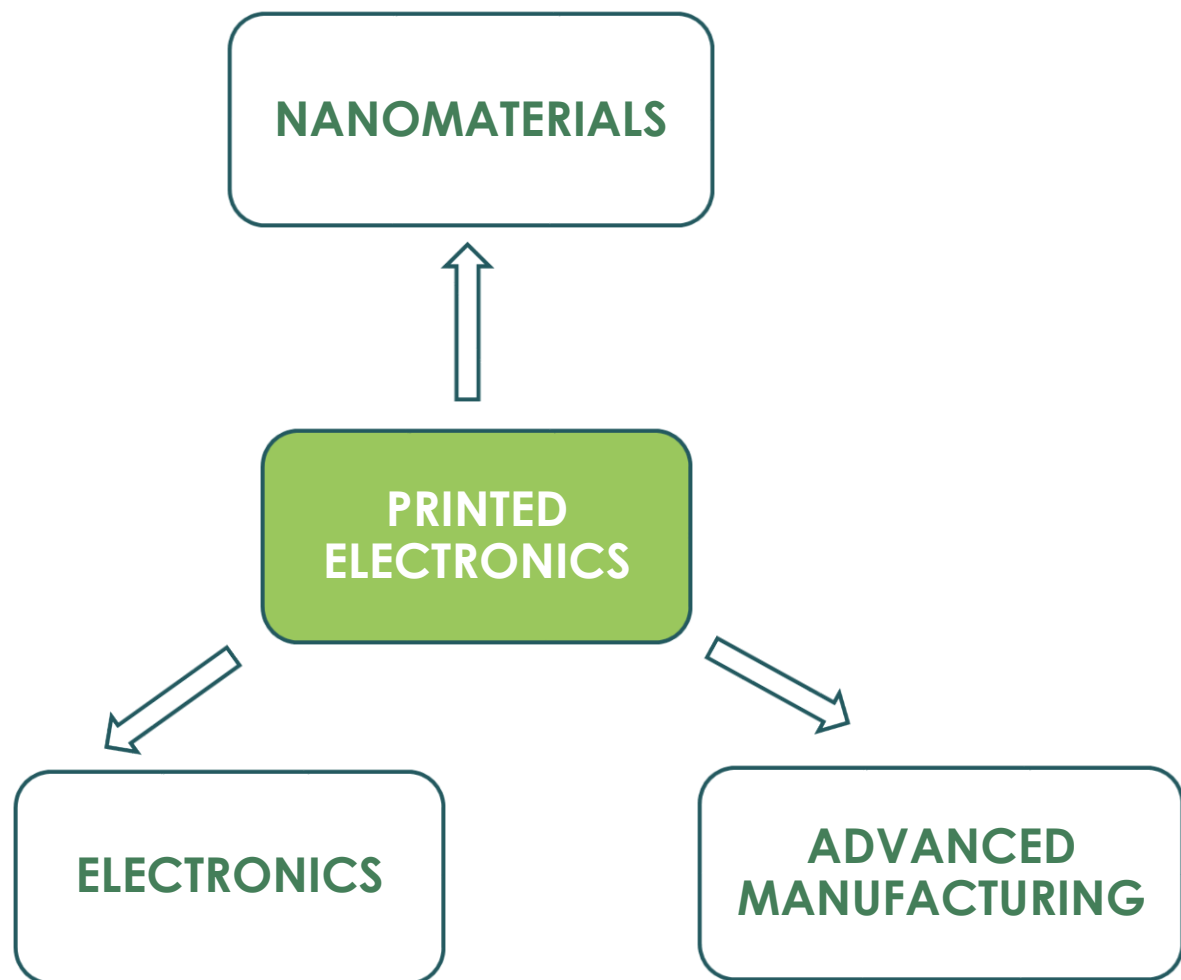 NANOMATERIALS
PRINTED
ELECTRONICS
ELECTRONICS
ADVANCED
MANUFACTURING